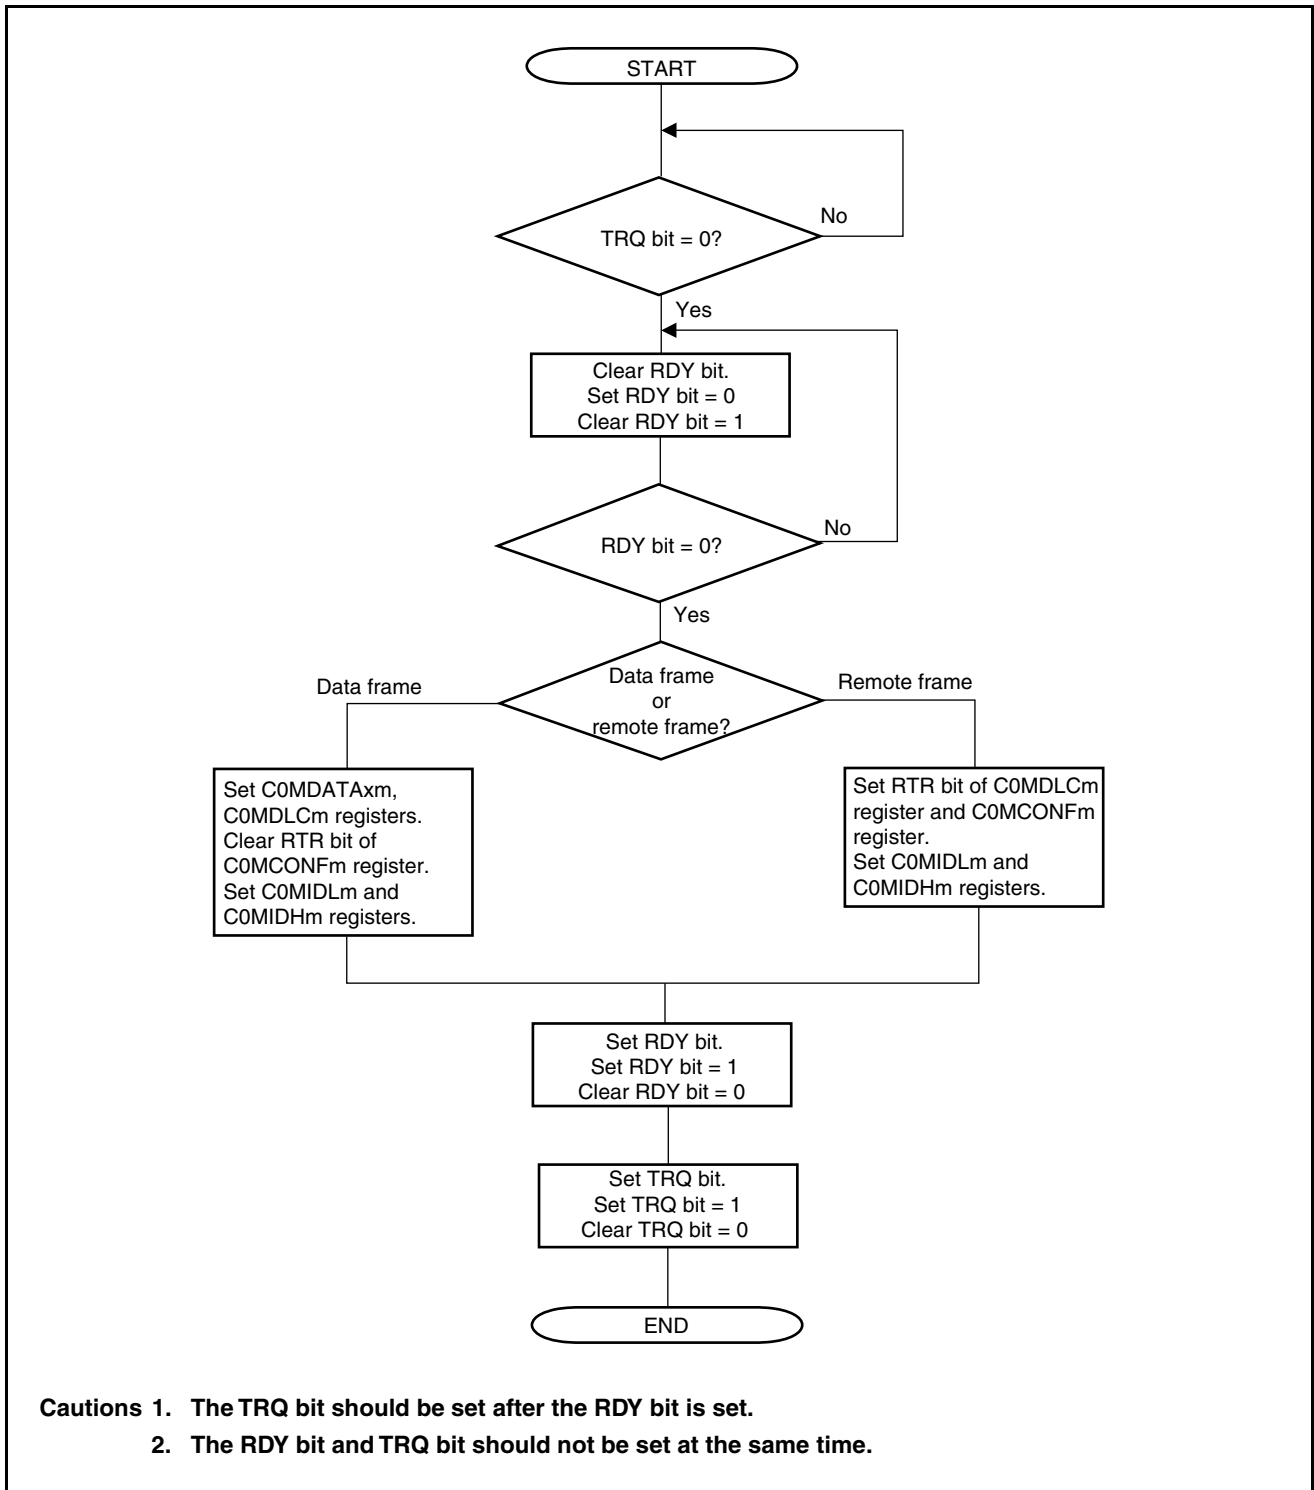 START
No
TRQ bit = 0?
Yes
Clear RDY bit.
Set RDY bit = 0
Clear RDY bit = 1
No
RDY bit = 0?
Yes
Data frame
Data frame
or
remote frame?
Remote frame
Set C0MDATAxm,
C0MDLCm registers.
Clear RTR bit of
C0MCONFm register.
Set C0MIDLm and
C0MIDHm registers.
Set RTR bit of C0MDLCm
register and C0MCONFm
register.
Set C0MIDLm and
C0MIDHm registers.
Set RDY bit.
Set RDY bit = 1
Clear RDY bit = 0
Set TRQ bit.
Set TRQ bit = 1
Clear TRQ bit = 0
END
Cautions 1. The TRQ bit should be set after the RDY bit is set.
2. The RDY bit and TRQ bit should not be set at the same time.